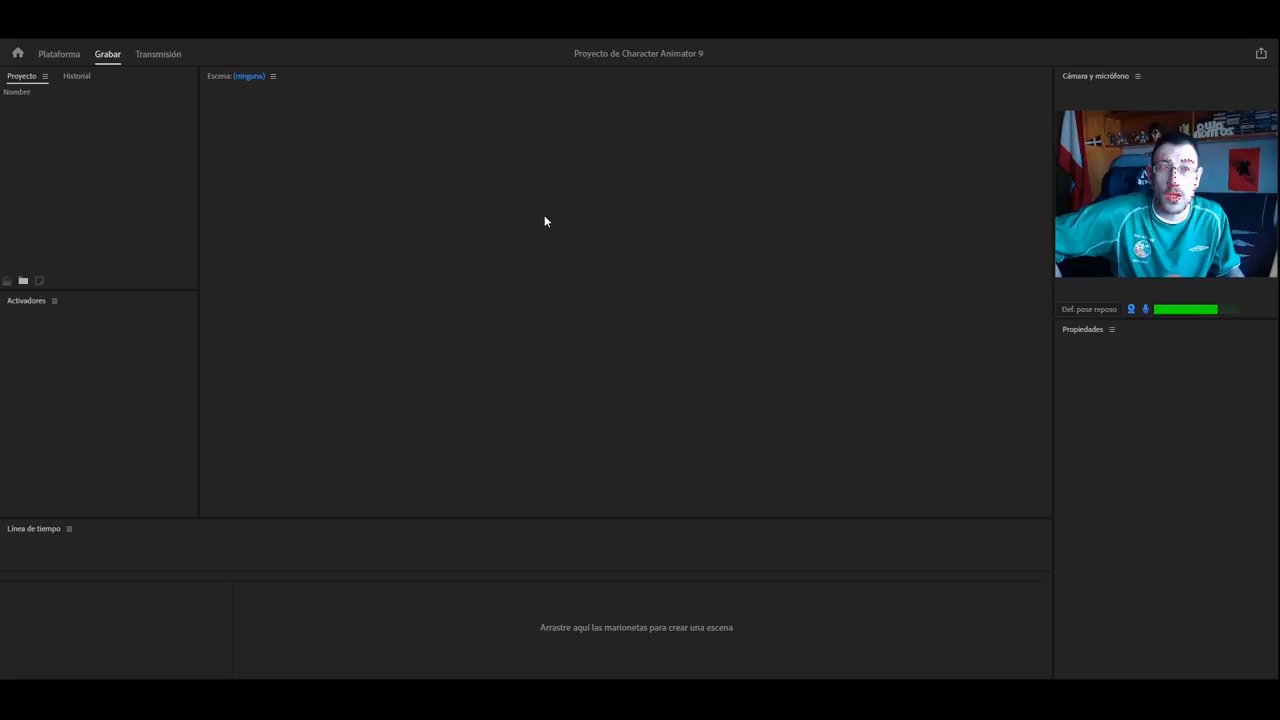 Plataforma
Grabar
Transmisión
Proyecto de Character Animator 9
Proyecto
Historial
Escena: (ninguna)
Cámara y micrófono
Nombre
Def. pose reposo
Activadores
Propiedades
Línea de tiempo
Arrastre aquí las marionetas para crear una escena